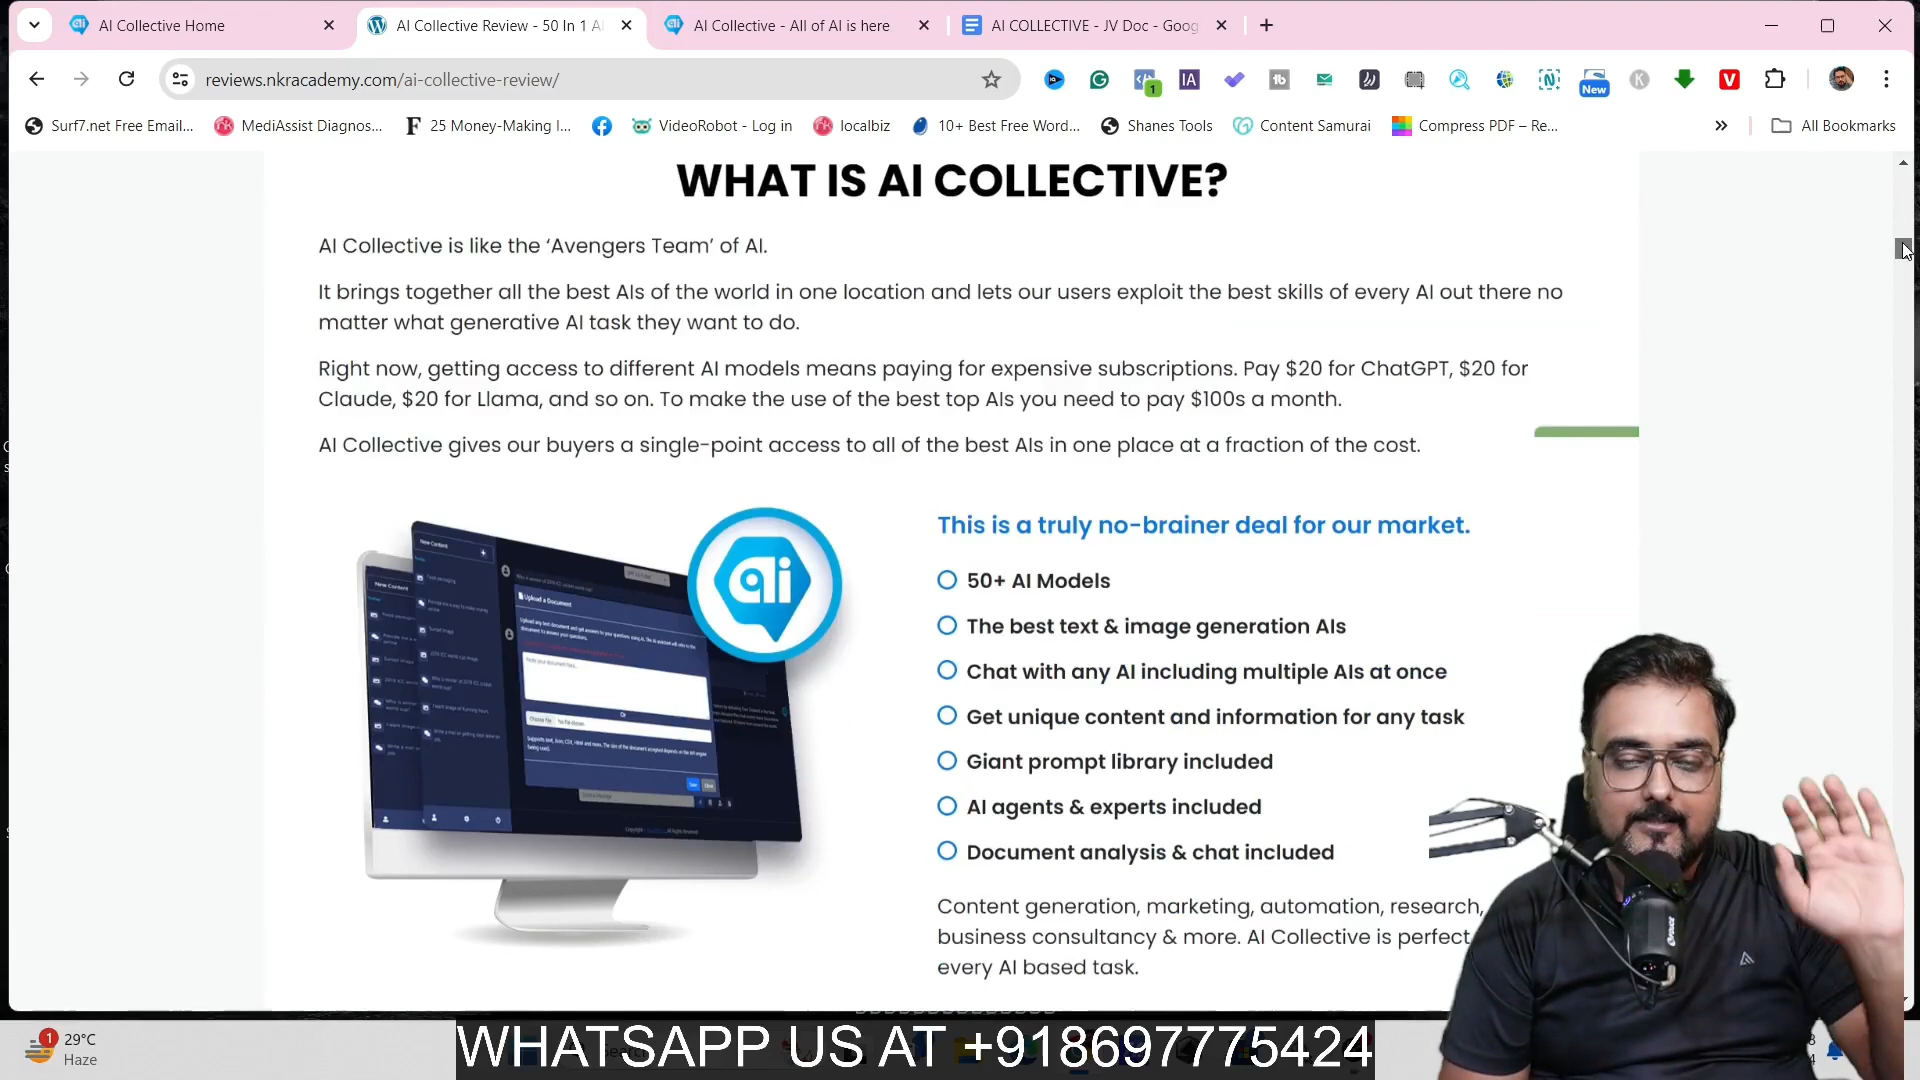 AI Collective Home
AI Collective Review - 50 In 1 AI
AI Collective - All of AI is here
AI COLLECTIVE - JV Doc - Goog
reviews.nkracademy.com/ai-collective-review/
1
New
Surf7.net Free Email...
MediAssist Diagnos...
25 Money-Making I...
VideoRobot - Log in
localbiz
10+ Best Free Word...
Shanes Tools
Content Samurai
Compress PDF – Re...
All Bookmarks
WHAT IS AI COLLECTIVE?
AI Collective is like the ‘Avengers Team’ of AI.
It brings together all the best AIs of the world in one location and lets our users exploit the best skills of every AI out there no
matter what generative AI task they want to do.
Right now, getting access to different AI models means paying for expensive subscriptions. Pay $20 for ChatGPT, $20 for
Claude, $20 for Llama, and so on. To make the use of the best top AIs you need to pay $100s a month.
AI Collective gives our buyers a single-point access to all of the best AIs in one place at a fraction of the cost.
ai
New Content
Upload a Document
This is a truly no-brainer deal for our market.
50+ AI Models
The best text & image generation AIs
Chat with any AI including multiple AIs at once
Get unique content and information for any task
Giant prompt library included
AI agents & experts included
Document analysis & chat included
Content generation, marketing, automation, research,
business consultancy & more. AI Collective is perfect
every AI based task.
1
29°C
Haze
WHATSAPP US AT +918697775424